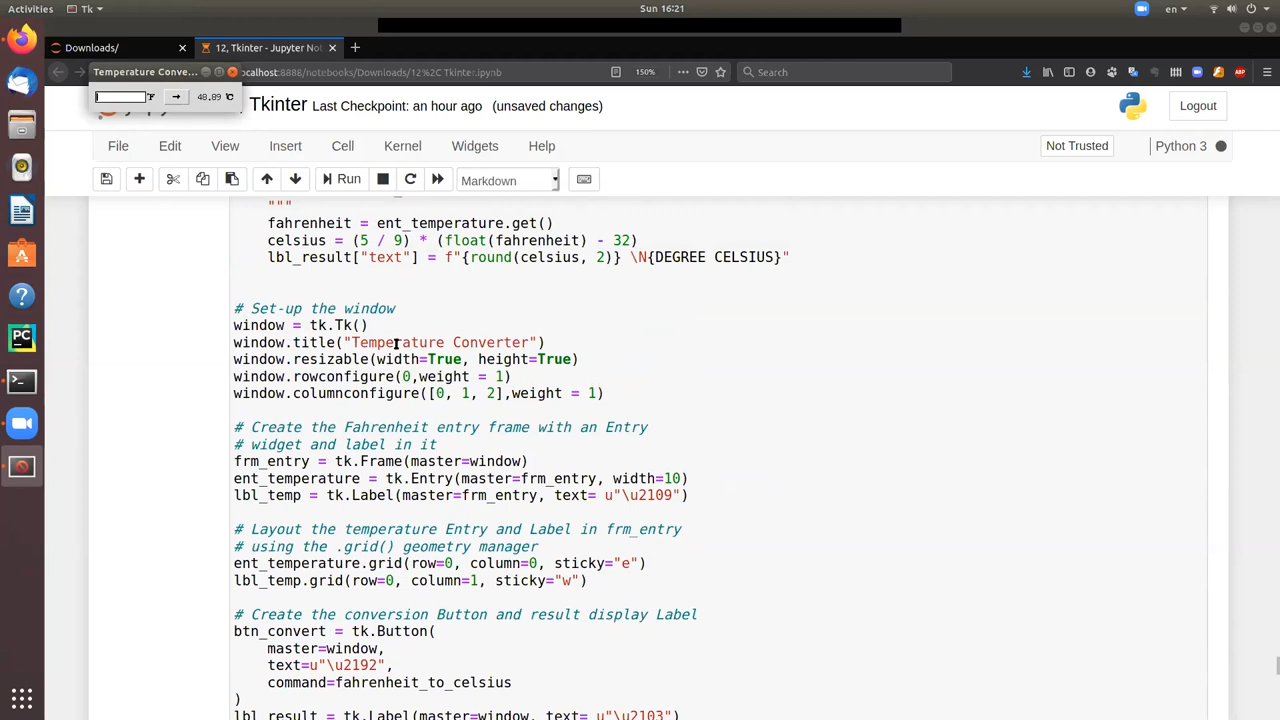 Activities Tk Sun 16:21 en
Downloads/ 12, Tkinter - Jupyter Not
Temperature Conve... localhost:8888/notebooks/Downloads/12%2C Tkinter.ipynb 150% Search
℉ → 48.89 ℃
Tkinter Last Checkpoint: an hour ago (unsaved changes) Logout
File Edit View Insert Cell Kernel Widgets Help Not Trusted Python 3
Run Markdown
"""
fahrenheit = ent_temperature.get()
celsius = (5 / 9) * (float(fahrenheit) - 32)
lbl_result["text"] = f"{round(celsius, 2)} \N{DEGREE CELSIUS}"
# Set-up the window
window = tk.Tk()
window.title("Temperature Converter")
window.resizable(width=True, height=True)
window.rowconfigure(0,weight = 1)
window.columnconfigure([0, 1, 2],weight = 1)
# Create the Fahrenheit entry frame with an Entry
# widget and label in it
frm_entry = tk.Frame(master=window)
ent_temperature = tk.Entry(master=frm_entry, width=10)
lbl_temp = tk.Label(master=frm_entry, text= u"\u2109")
# Layout the temperature Entry and Label in frm_entry
# using the .grid() geometry manager
ent_temperature.grid(row=0, column=0, sticky="e")
lbl_temp.grid(row=0, column=1, sticky="w")
# Create the conversion Button and result display Label
btn_convert = tk.Button(
master=window,
text=u"\u2192",
command=fahrenheit_to_celsius
)
lbl_result = tk.Label(master=window, text= u"\u2103")